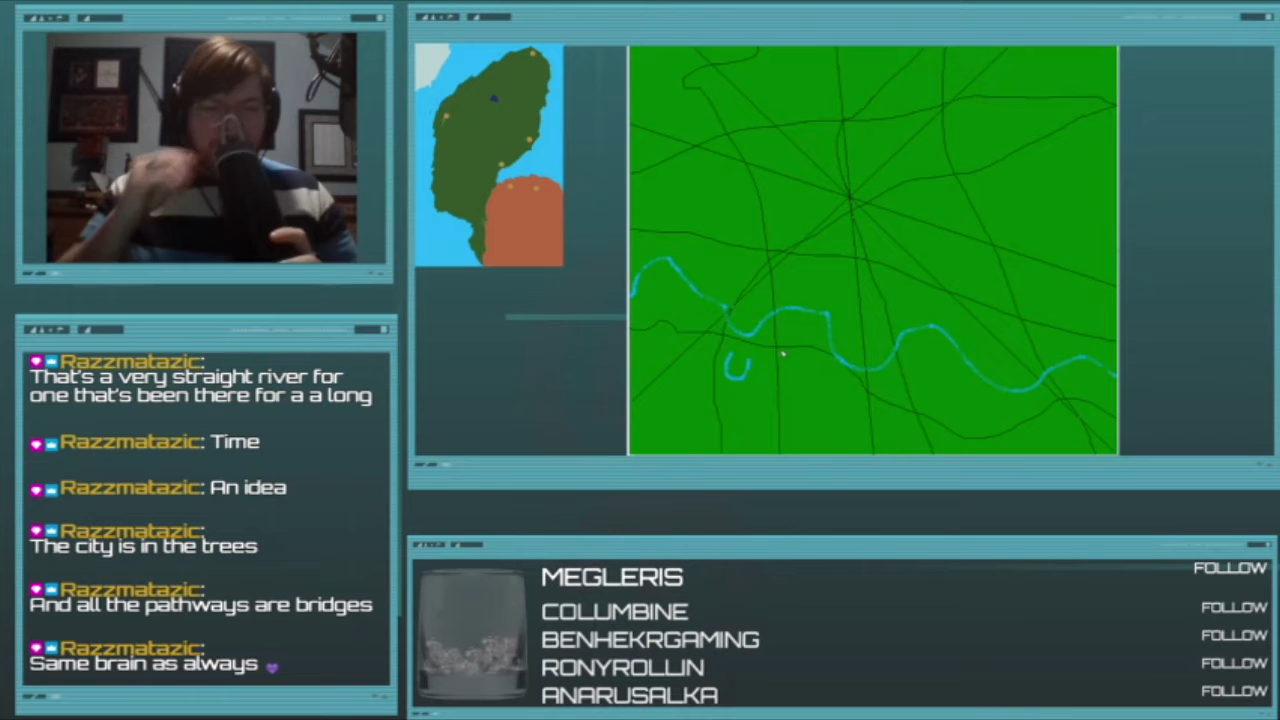 Razzmatazic:
That's a very straight river for
one that's been there for a a long
Razzmatazic: Time
Razzmatazic: An idea
Razzmatazic:
The city is in the trees
Razzmatazic:
And all the pathways are bridges
Razzmatazic:
Same brain as always
MEGLERIS FOLLOW
COLUMBINE FOLLOW
BENHEKRGAMING FOLLOW
RONYROLLIN FOLLOW
ANARUSALKA FOLLOW